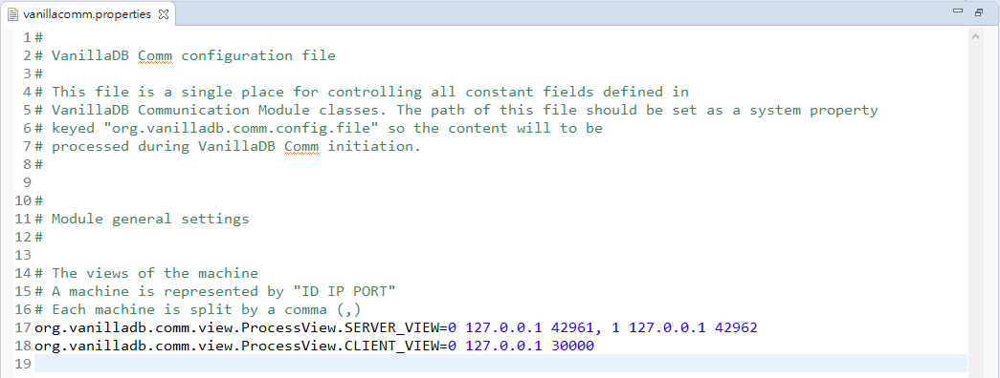 vanillacomm.properties
1 #
2 # VanillaDB Comm configuration file
3 #
4 # This file is a single place for controlling all constant fields defined in
5 # VanillaDB Communication Module classes. The path of this file should be set as a system property
6 # keyed "org.vanilladb.comm.config.file" so the content will to be
7 # processed during VanillaDB Comm initiation.
8 #
9
10 #
11 # Module general settings
12 #
13
14 # The views of the machine
15 # A machine is represented by "ID IP PORT"
16 # Each machine is split by a comma (,)
17 org.vanilladb.comm.view.ProcessView.SERVER_VIEW=0 127.0.0.1 42961, 1 127.0.0.1 42962
18 org.vanilladb.comm.view.ProcessView.CLIENT_VIEW=0 127.0.0.1 30000
19